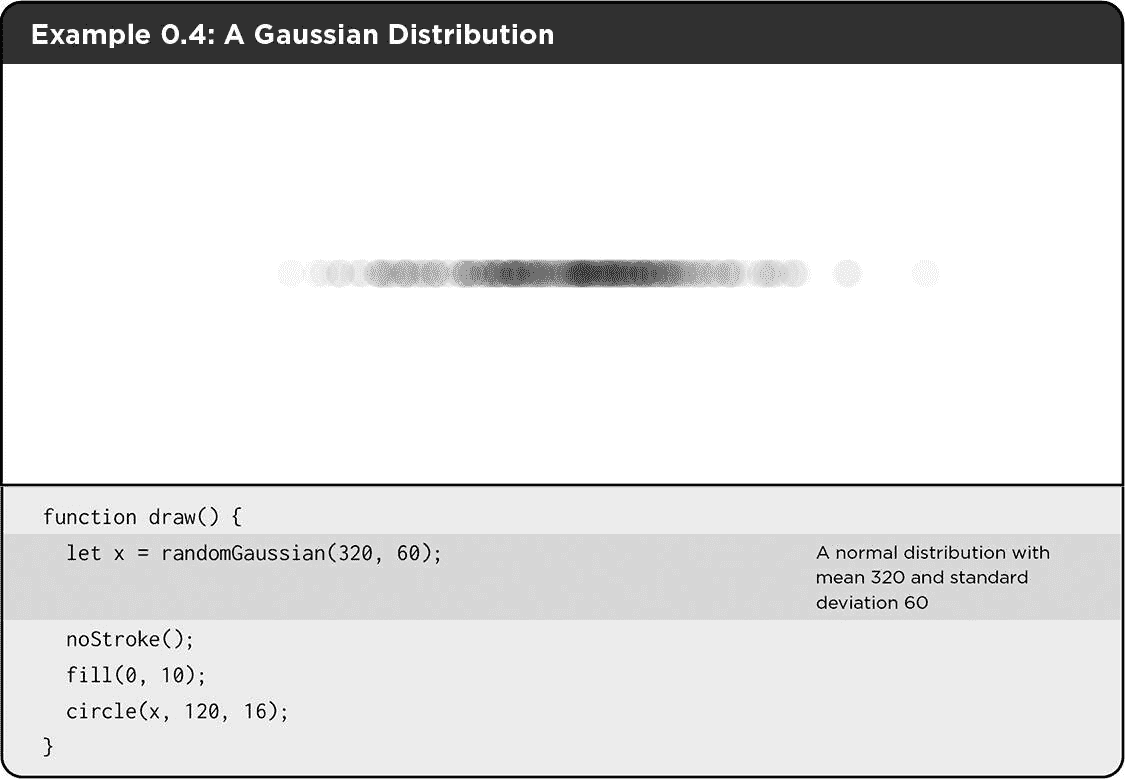 Example 0.4: A Gaussian Distribution
function draw() {
let x = randomGaussian(320, 60);
A normal distribution with
mean 320 and standard
deviation 60
noStroke();
fill(0, 10);
circle(x, 120, 16);
}